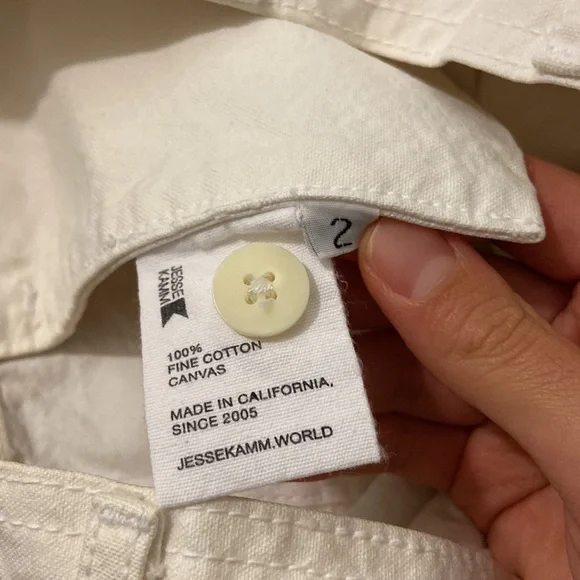 2
JESSE
KAMM
100%
FINE COTTON
CANVAS
MADE IN CALIFORNIA,
SINCE 2005
JESSEKAMM.WORLD